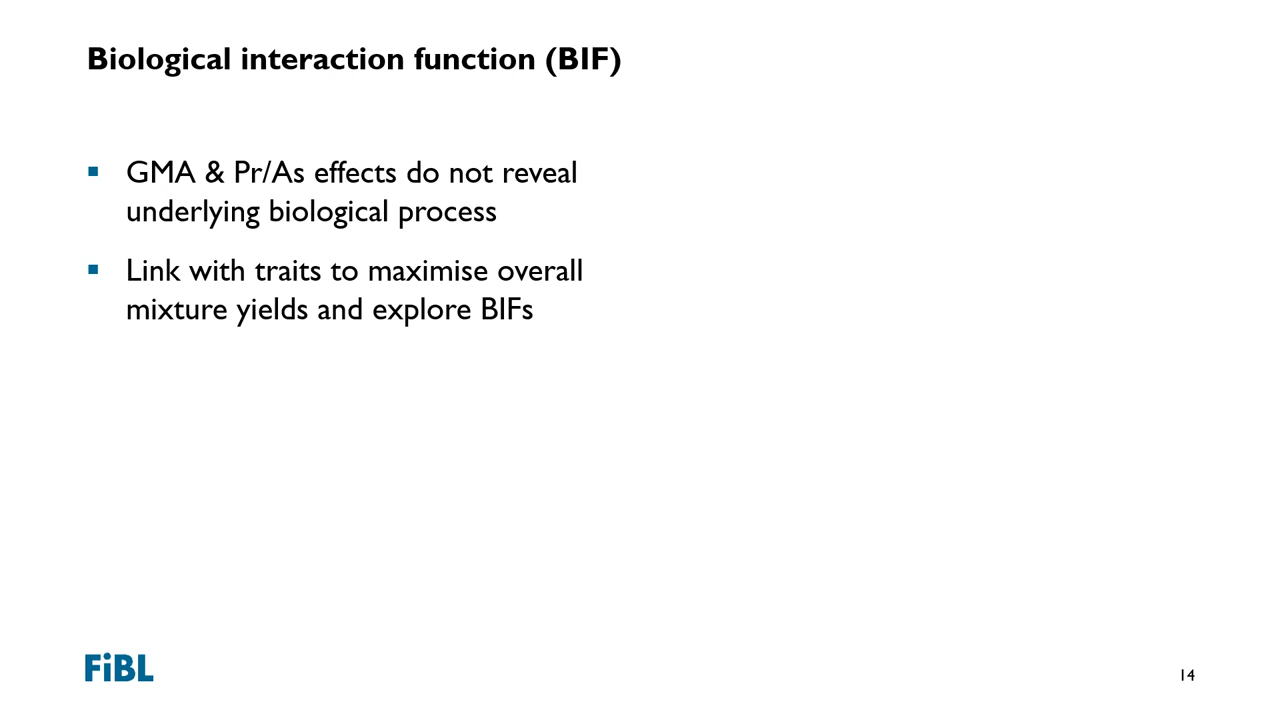 Biological interaction function (BIF)
▪ GMA & Pr/As effects do not reveal
underlying biological process
▪ Link with traits to maximise overall
mixture yields and explore BIFs
FiBL
14